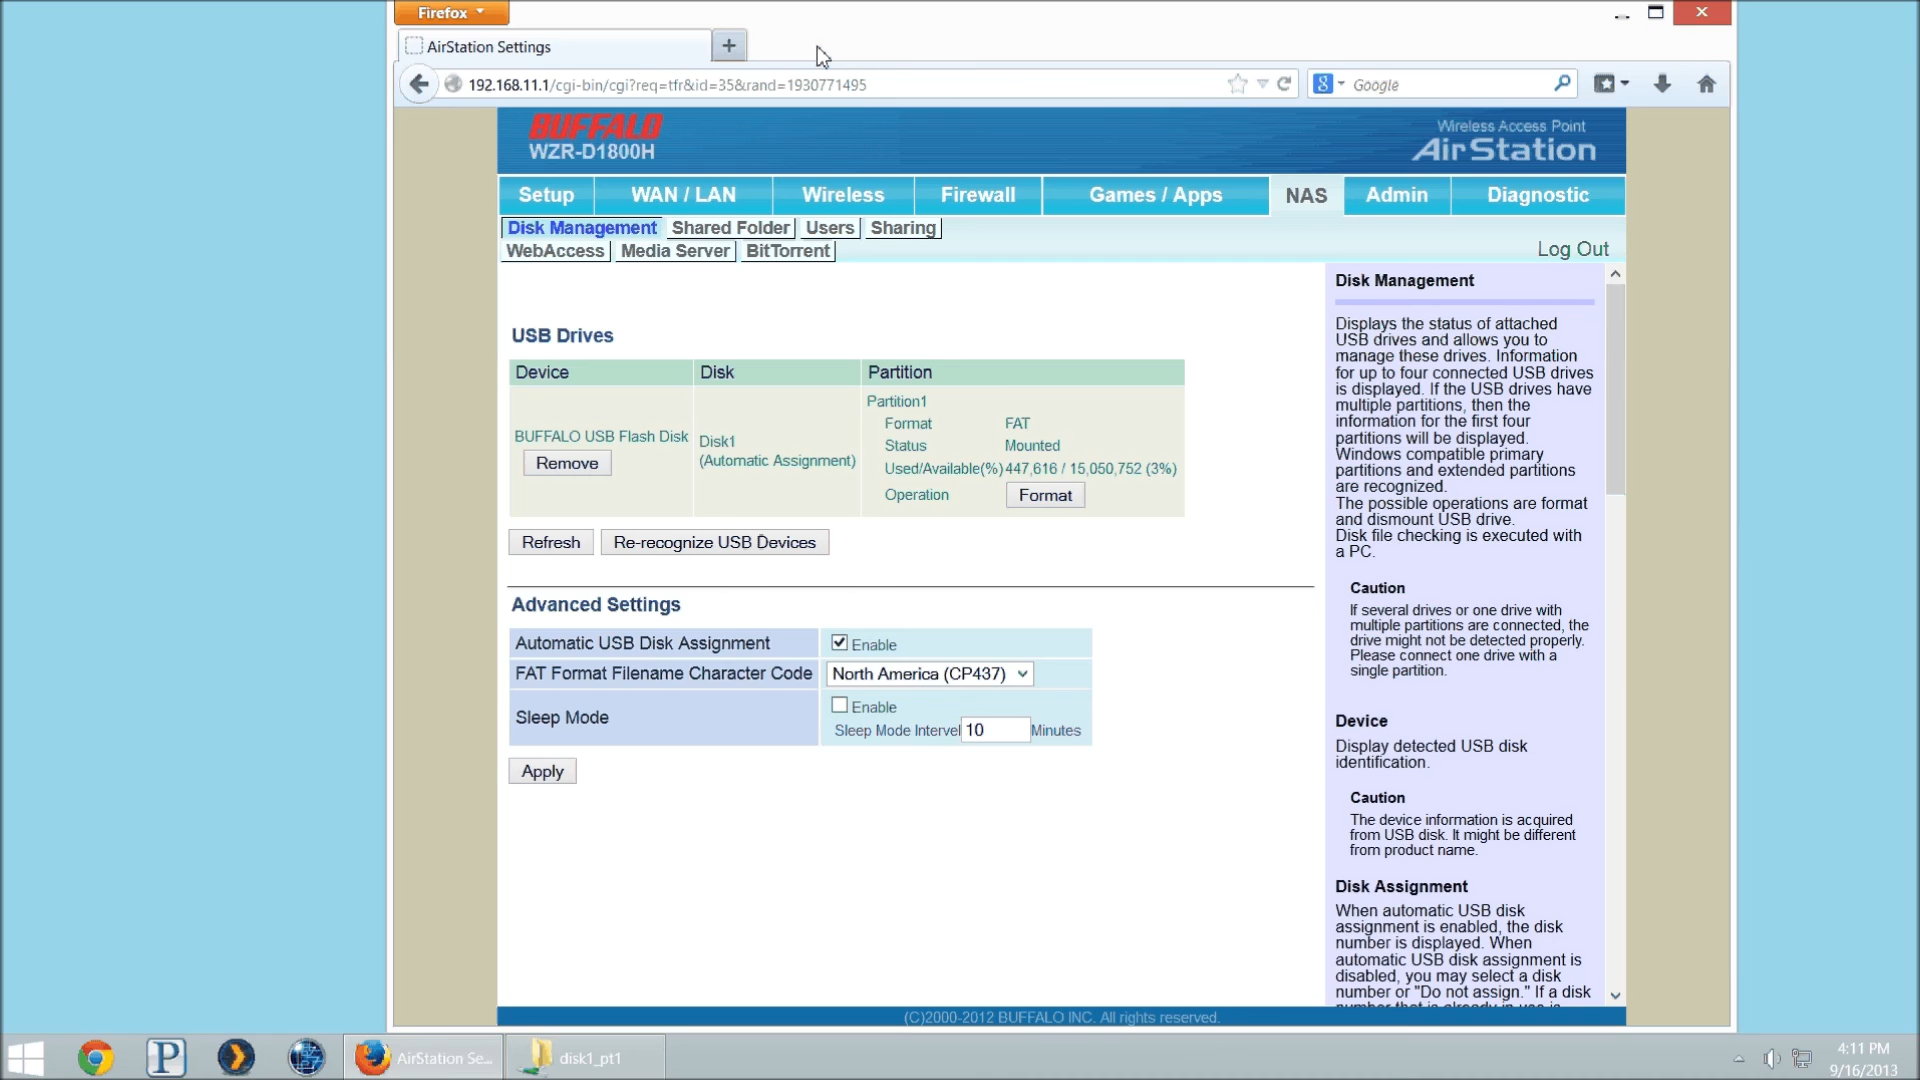 Firefox
AirStation Settings
192.168.11.1/cgi-bin/cgi?req=tfr&id=35&rand=1930771495
Google
BUFFALO
WZR-D1800H
Wireless Access Point
AirStation
Setup
WAN / LAN
Wireless
Firewall
Games / Apps
NAS
Admin
Diagnostic
Disk Management
Shared Folder
Users
Sharing
WebAccess
Media Server
BitTorrent
Log Out
USB Drives
Device
Disk
Partition
BUFFALO USB Flash Disk
Remove
Disk1
(Automatic Assignment)
Partition1
Format FAT
Status Mounted
Used/Available(%) 447,616 / 15,050,752 (3%)
Operation Format
Refresh
Re-recognize USB Devices
Advanced Settings
Automatic USB Disk Assignment
Enable
FAT Format Filename Character Code
North America (CP437)
Sleep Mode
Enable
Sleep Mode Intervel 10 Minutes
Apply
Disk Management
Displays the status of attached
USB drives and allows you to
manage these drives. Information
for up to four connected USB drives
is displayed. If the USB drives have
multiple partitions, then the
information for the first four
partitions will be displayed.
Windows compatible primary
partitions and extended partitions
are recognized.
The possible operations are format
and dismount USB drive.
Disk file checking is executed with
a PC.
Caution
If several drives or one drive with
multiple partitions are connected, the
drive might not be detected properly.
Please connect one drive with a
single partition.
Device
Display detected USB disk
identification.
Caution
The device information is acquired
from USB disk. It might be different
from product name.
Disk Assignment
When automatic USB disk
assignment is enabled, the disk
number is displayed. When
automatic USB disk assignment is
disabled, you may select a disk
number or "Do not assign." If a disk
number that is already in use is
(C)2000-2012 BUFFALO INC. All rights reserved.
AirStation Se...
disk1_pt1
4:11 PM
9/16/2013